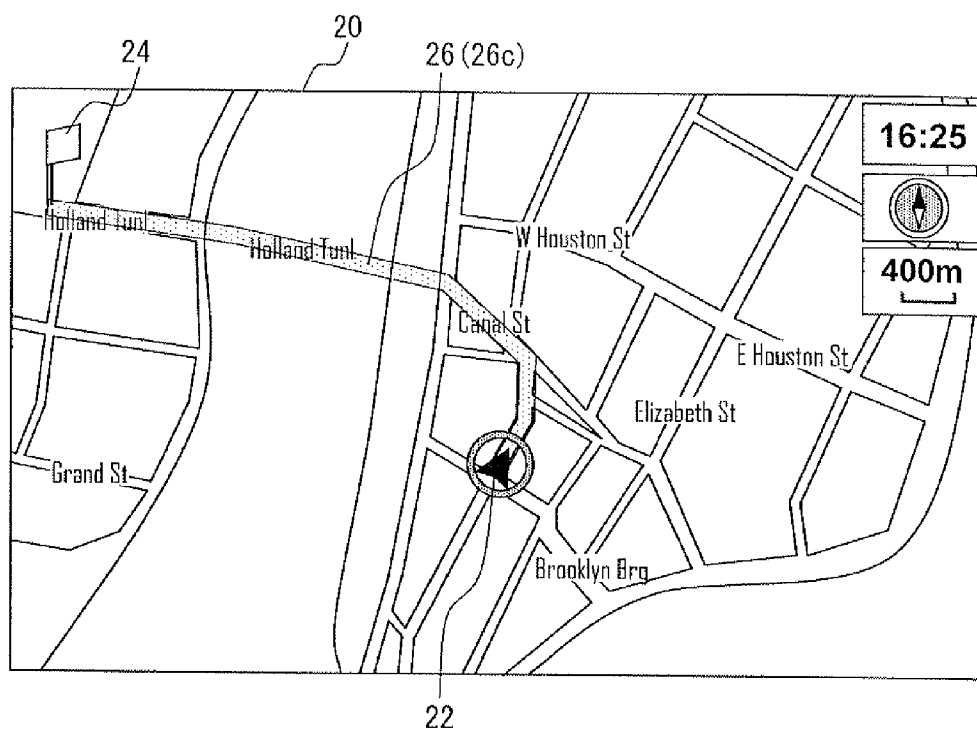 20
24
26 (26c)
16:25
400m
Holland Tunl
Holland Tunl
W Houston St
Canal St
E Houston St
Elizabeth St
Grand St
Brooklyn Brg
22